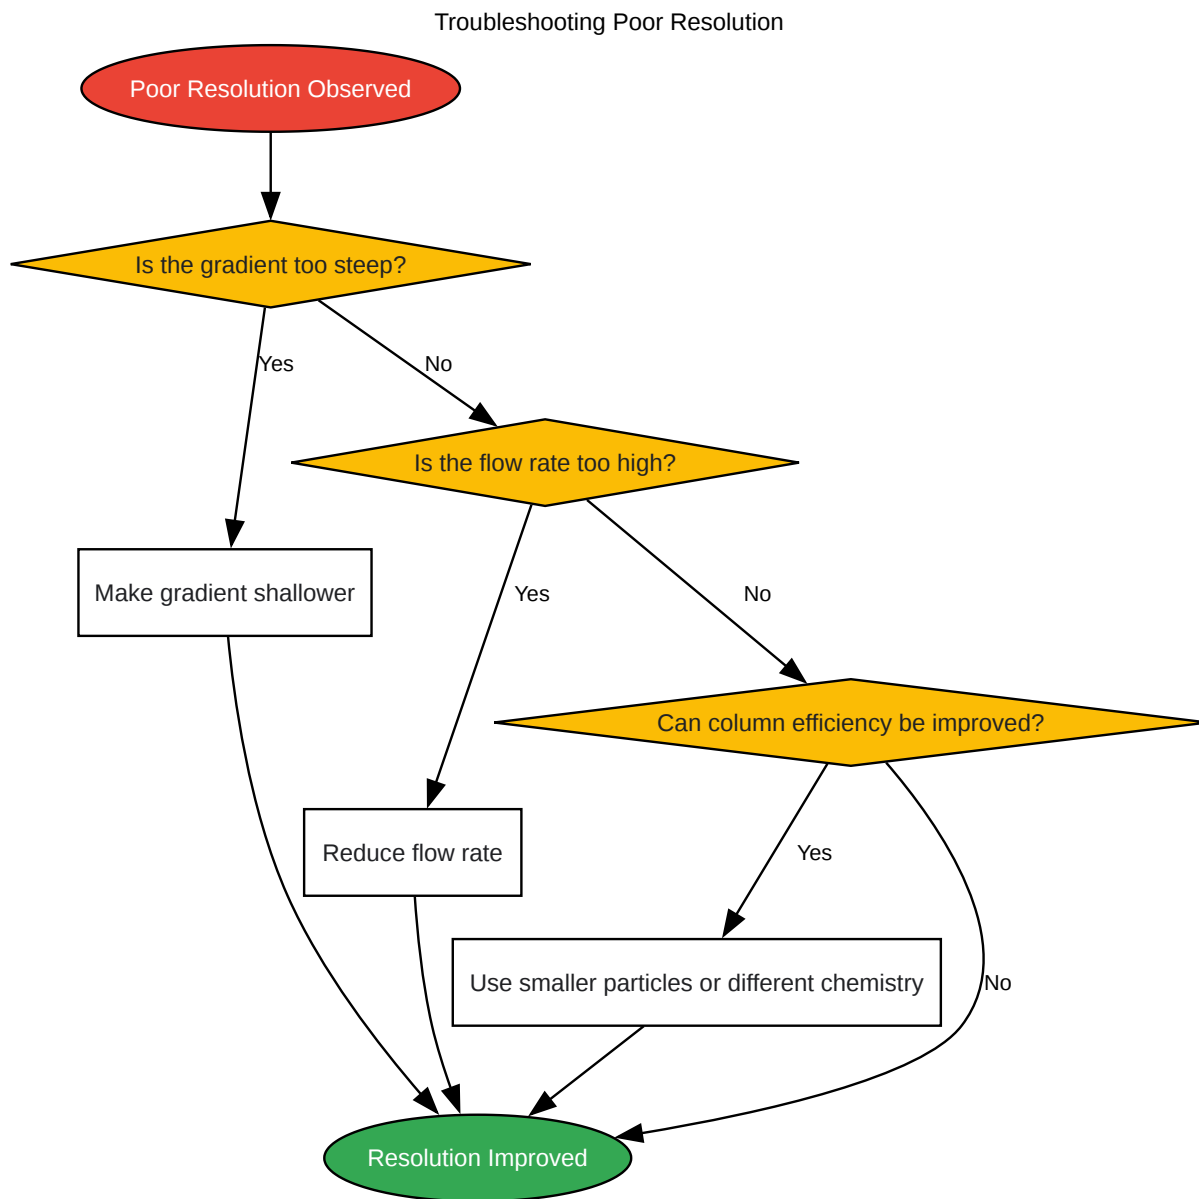 Troubleshooting Poor Resolution
Poor Resolution Observed
Is the gradient too steep?
Yes
No
Is the flow rate too high?
Make gradient shallower
Yes
No
Can column efficiency be improved?
Reduce flow rate
Yes
Use smaller particles or different chemistry
No
Resolution Improved